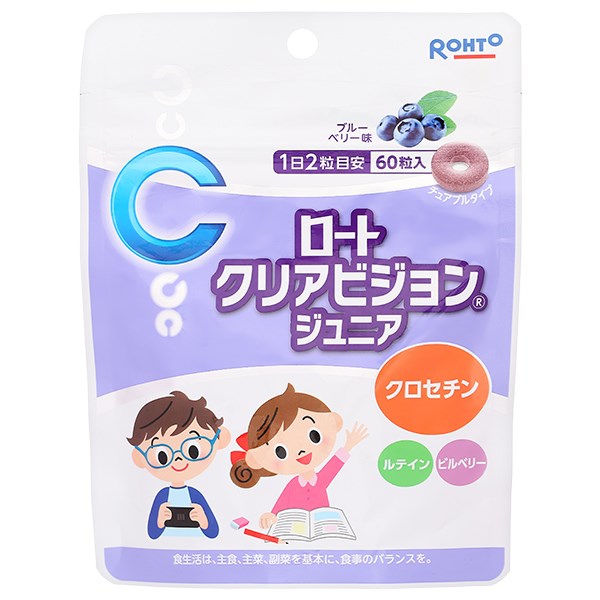 ROHTO
ブルー
ベリー味
1日2粒目安 60粒入
チュアブルタイプ
C
ロート
クリアビジョン®
ジュニア
クロセチン
ルテイン
ビルベリー
食生活は、主食、主菜、副菜を基本に、食事のバランスを。